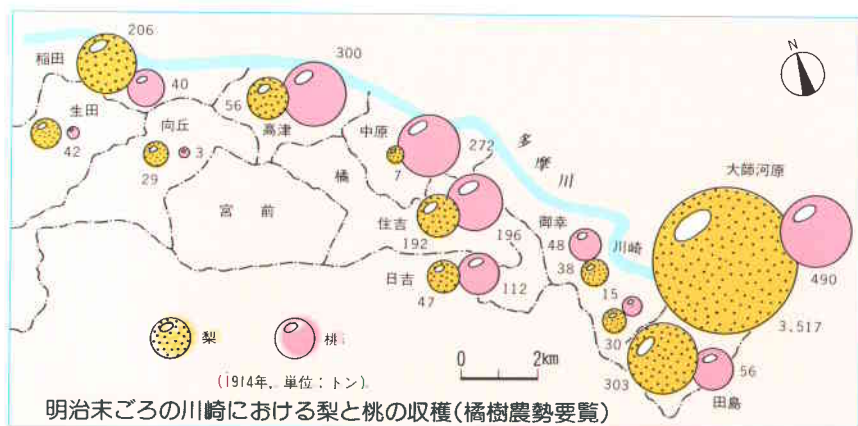 206
稲田
300
N
40
生田
56
高津
向丘
中原
272
多摩川
42
3
7
大師河原
29
橘
宮前
御幸
住吉
川崎
48
192
196
38
490
日吉
15
47
112
3.517
梨
桃
30
0 2km
303
56
(1914年, 単位:トン)
田島
明治末ごろの川崎における梨と桃の収穫(橘樹農勢要覧)